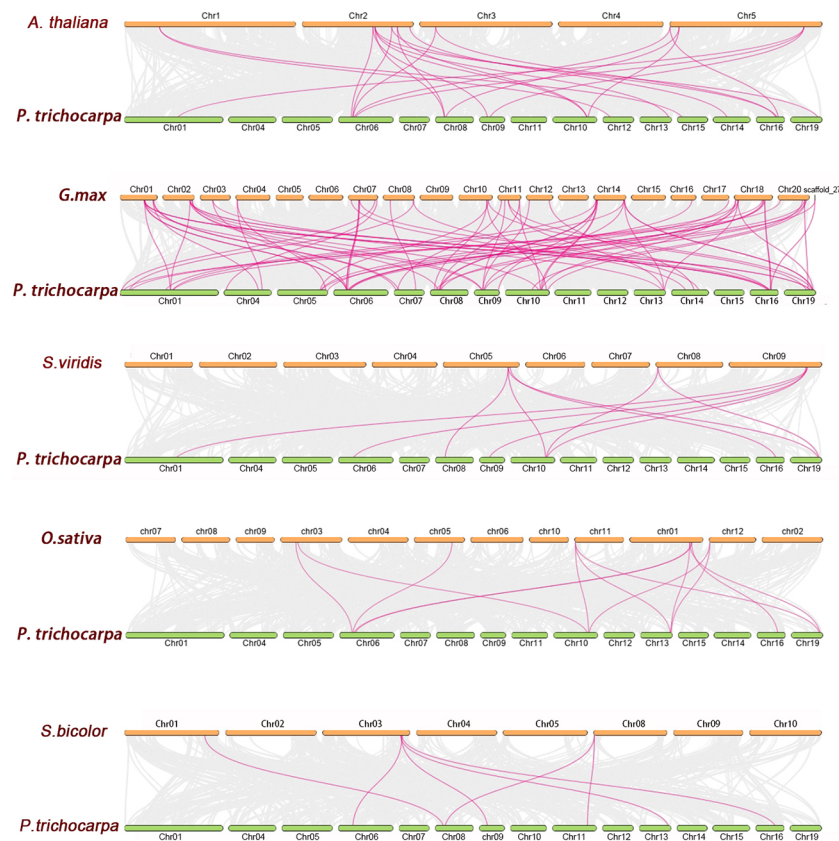 Chr1 Chr2 Chr3 Chr4 Chr5
A. thaliana
P. trichocarpa
Chr01 Chr04 Chr05 Chr06 Chr07 Chr08 Chr09 Chr11 Chr10 Chr12 Chr13 Chr15 Chr14 Chr16 Chr19
Chr01 Chr02 Chr03 Chr04 Chr05 Chr06 Chr07 Chr08 Chr09 Chr10 Chr11 Chr12 Chr13 Chr14 Chr15 Chr16 Chr17 Chr18 Chr20 scaffold_27
G.max
P. trichocarpa
Chr01 Chr04 Chr05 Chr06 Chr07 Chr08 Chr09 Chr10 Chr11 Chr12 Chr13 Chr14 Chr15 Chr16 Chr19
Chr01 Chr02 Chr03 Chr04 Chr05 Chr06 Chr07 Chr08 Chr09
S.viridis
P. trichocarpa
Chr01 Chr04 Chr05 Chr06 Chr07 Chr08 Chr09 Chr10 Chr11 Chr12 Chr13 Chr14 Chr15 Chr16 Chr19
chr07 chr08 chr09 chr03 chr04 chr05 chr06 chr10 chr11 chr01 chr12 chr02
O.sativa
P. trichocarpa
Chr01 Chr04 Chr05 Chr06 Chr07 Chr08 Chr09 Chr11 Chr10 Chr12 Chr13 Chr15 Chr14 Chr16 Chr19
Chr01 Chr02 Chr03 Chr04 Chr05 Chr08 Chr09 Chr10
S.bicolor
P.trichocarpa
Chr01 Chr04 Chr05 Chr06 Chr07 Chr08 chr09 Chr10 Chr11 Chr12 Chr13 Chr14 Chr15 Chr16 Chr19